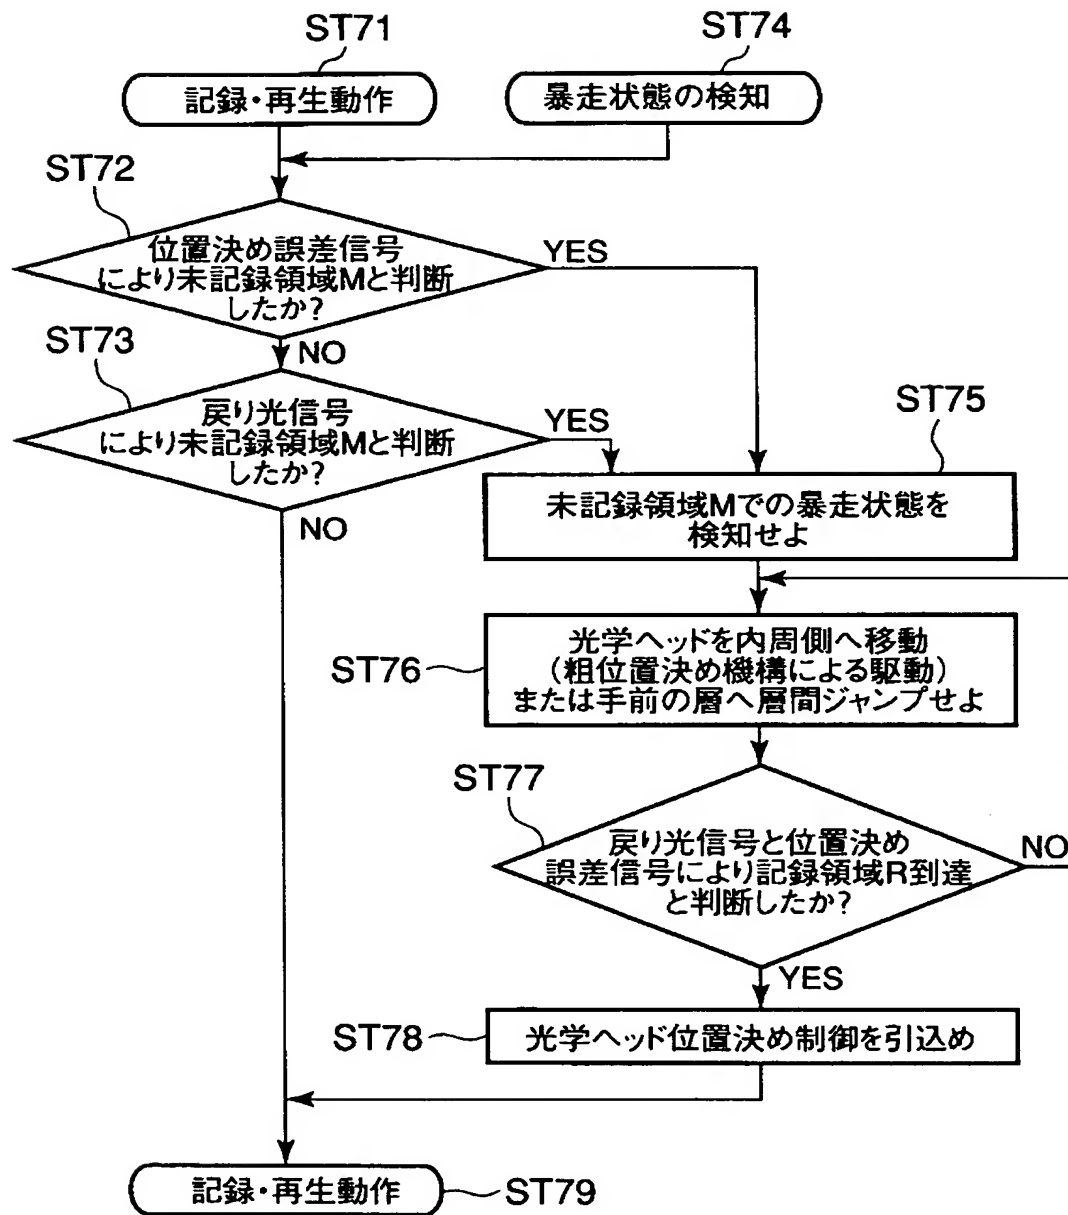 ST71
ST74
記録・再生動作
暴走状態の検知
ST72
位置決め誤差信号
により未記録領域Mと判断
したか?
YES
NO
ST73
戻り光信号
により未記録領域Mと判断
したか?
YES
NO
ST75
未記録領域Mでの暴走状態を
検知せよ
ST76
光学ヘッドを内周側へ移動
(粗位置決め機構による駆動)
または手前の層へ層間ジャンプせよ
ST77
戻り光信号と位置決め
誤差信号により記録領域R到達
と判断したか?
NO
YES
ST78
光学ヘッド位置決め制御を引込め
記録・再生動作
ST79